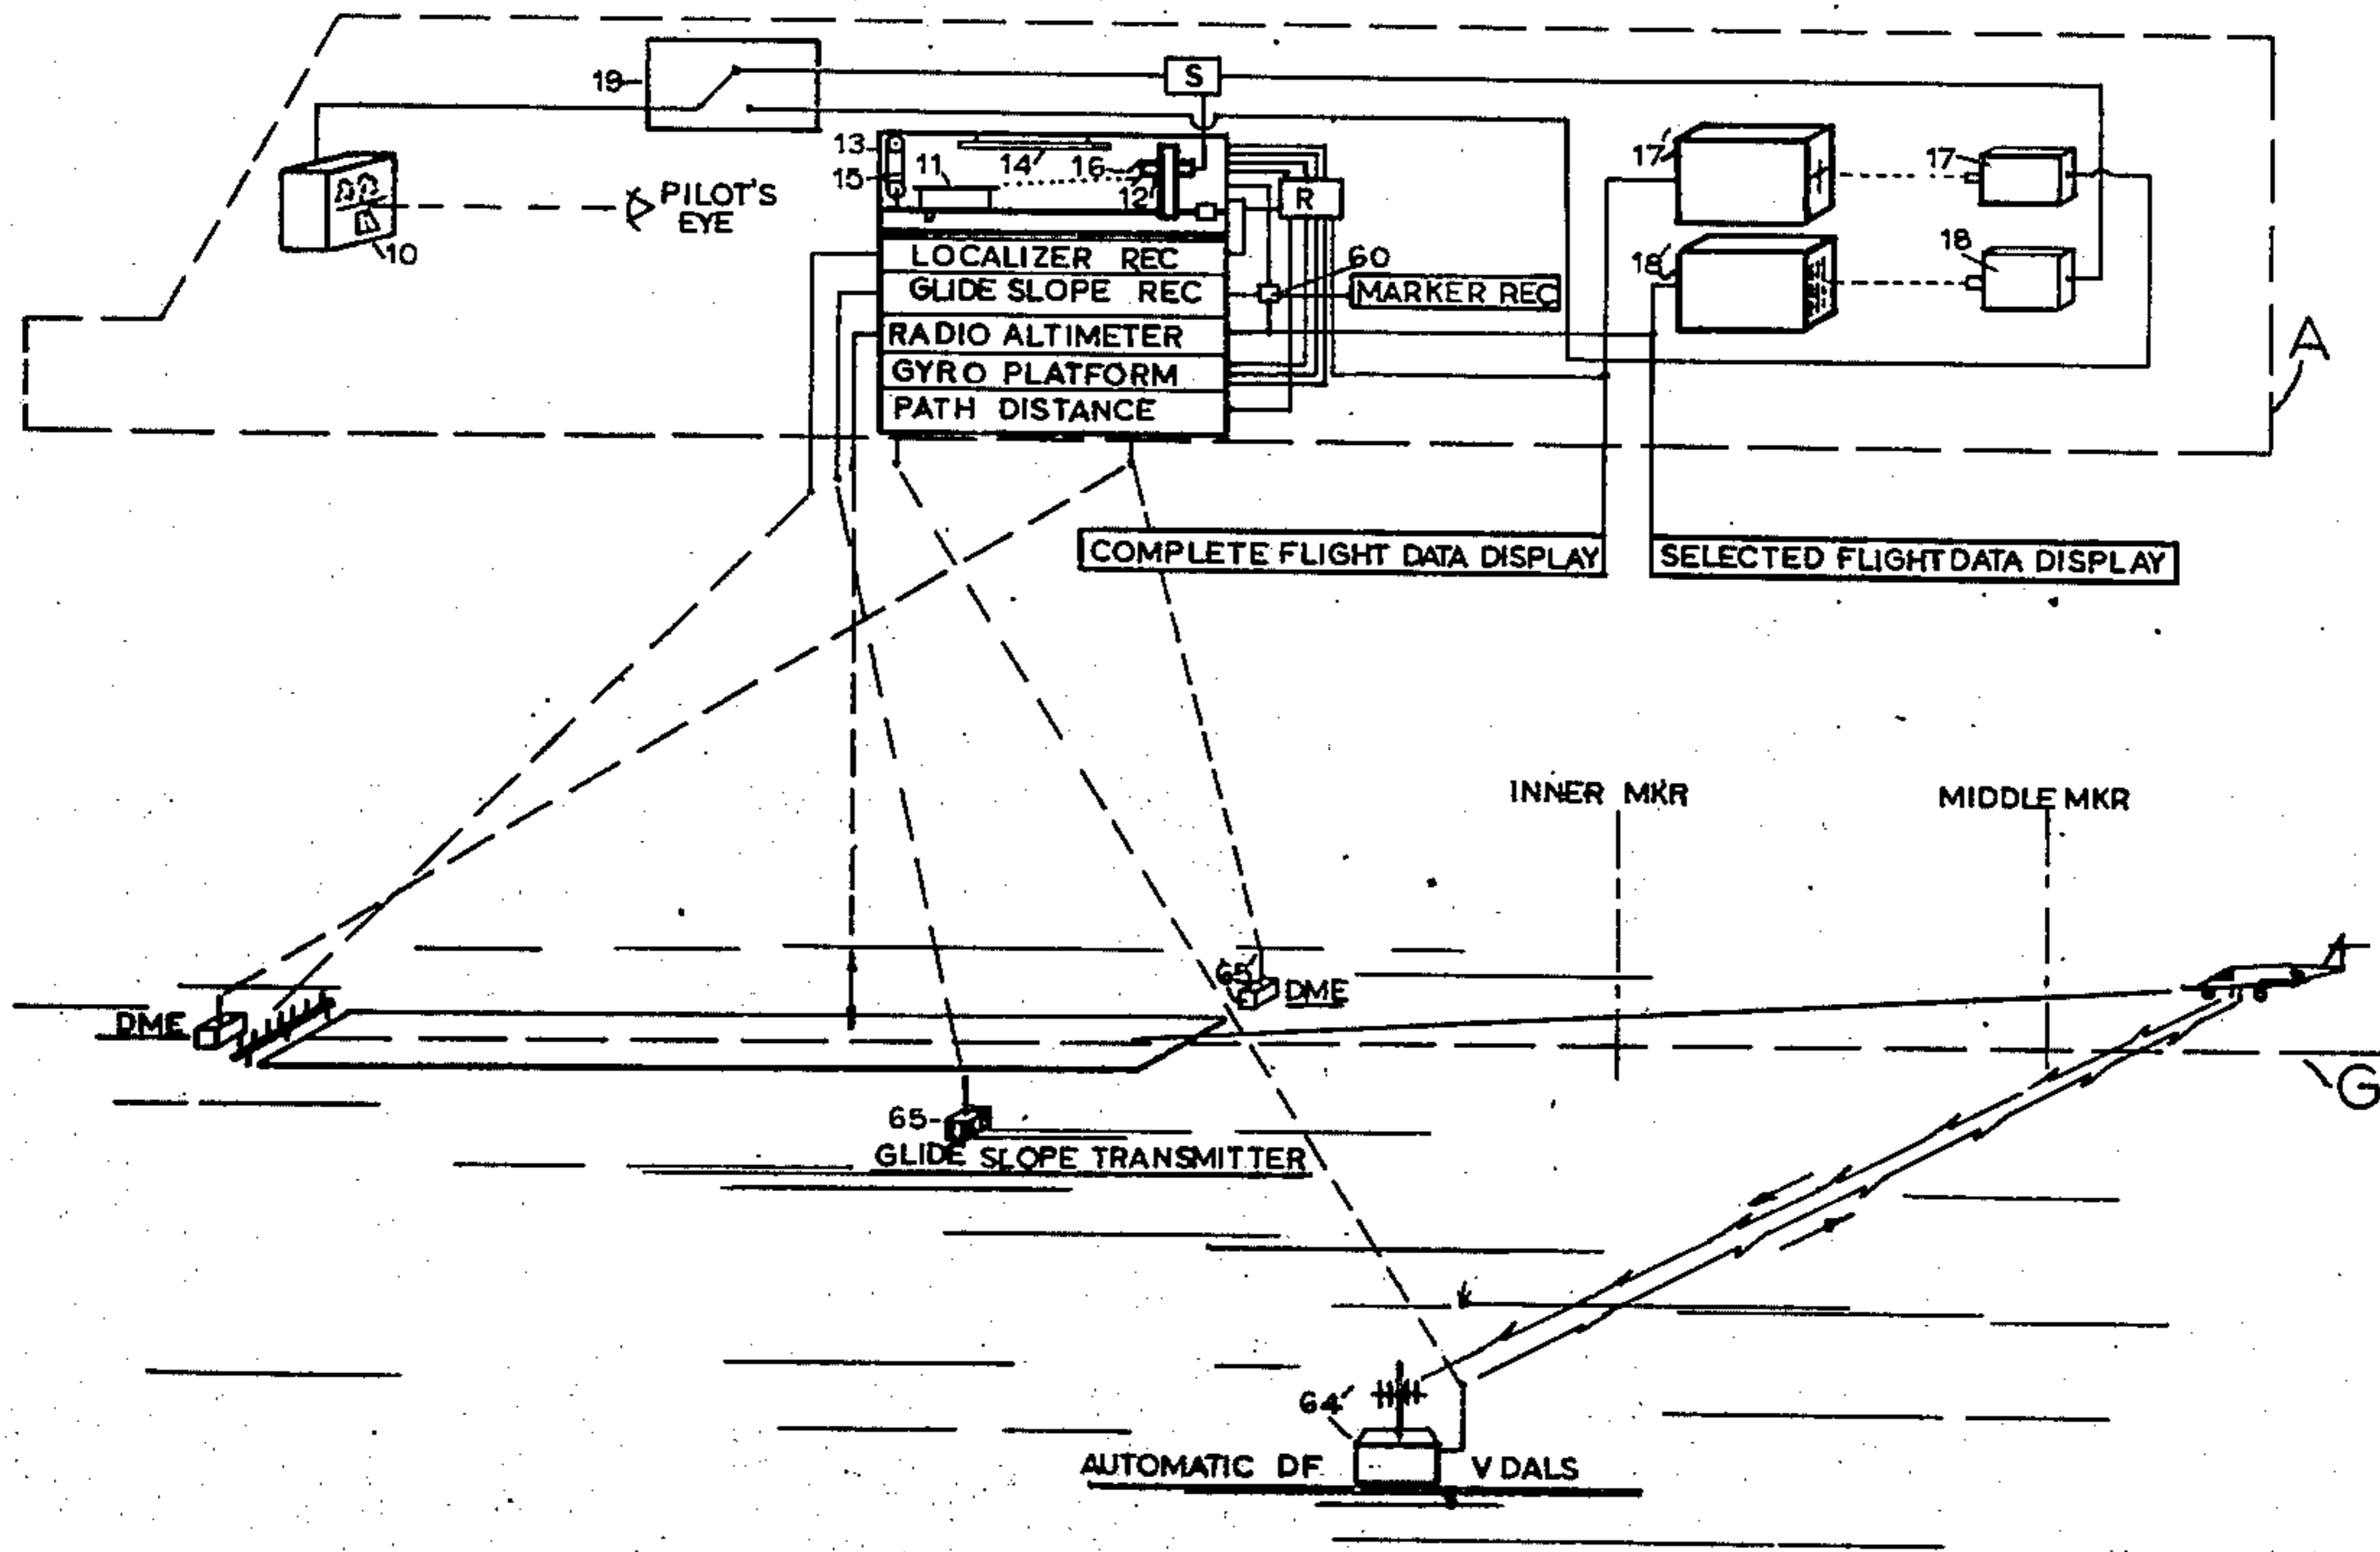 19
S
13
14'
16
12'
11
15
R
17'
17
PILOT'S
EYE
10
LOCALIZER REC
60
18'
18
GLIDE SLOPE REC
MARKER REC
RADIO ALTIMETER
A
GYRO PLATFORM
PATH DISTANCE
COMPLETE FLIGHT DATA DISPLAY
SELECTED FLIGHT DATA DISPLAY
INNER MKR
MIDDLE MKR
65'
DME
DME
G
65
GLIDE SLOPE TRANSMITTER
64'
AUTOMATIC DF
VDALS